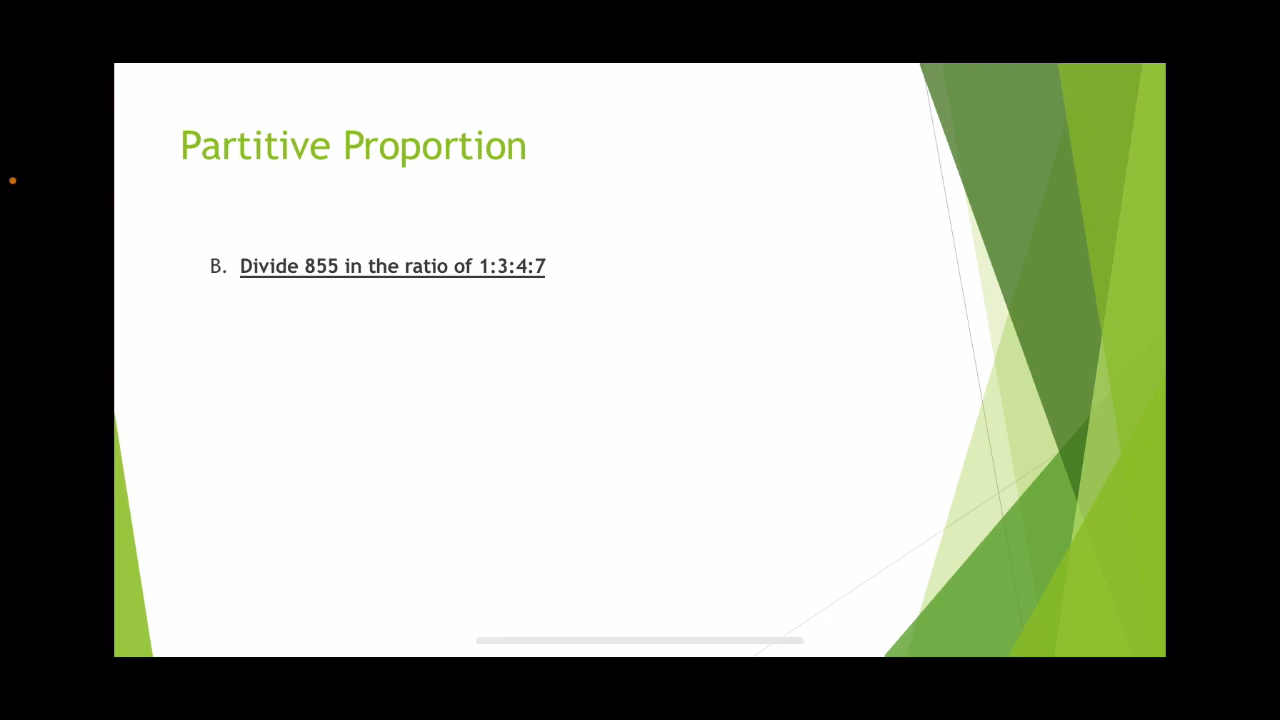 Partitive Proportion
B. Divide 855 in the ratio of 1:3:4:7